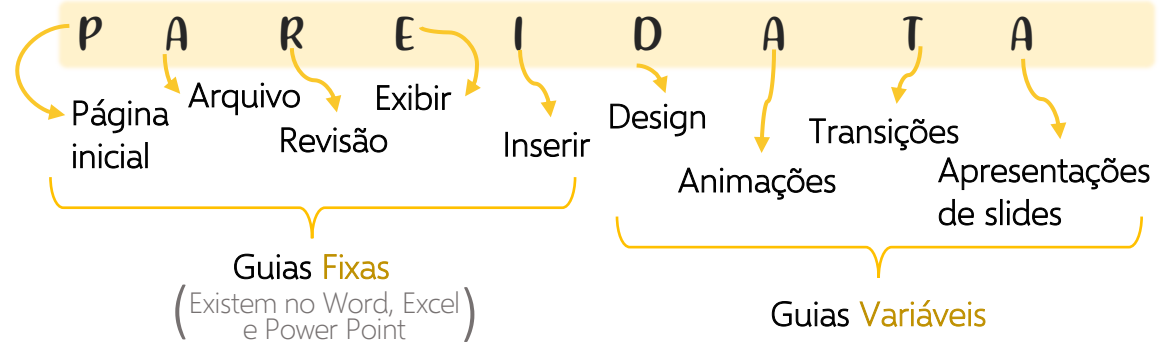 P A R E I D A T A
Página
inicial
Arquivo
Revisão
Exibir
Inserir
Design
Animações
Transições
Apresentações
de slides
Guias Fixas
(Existem no Word, Excel
e Power Point)
Guias Variáveis